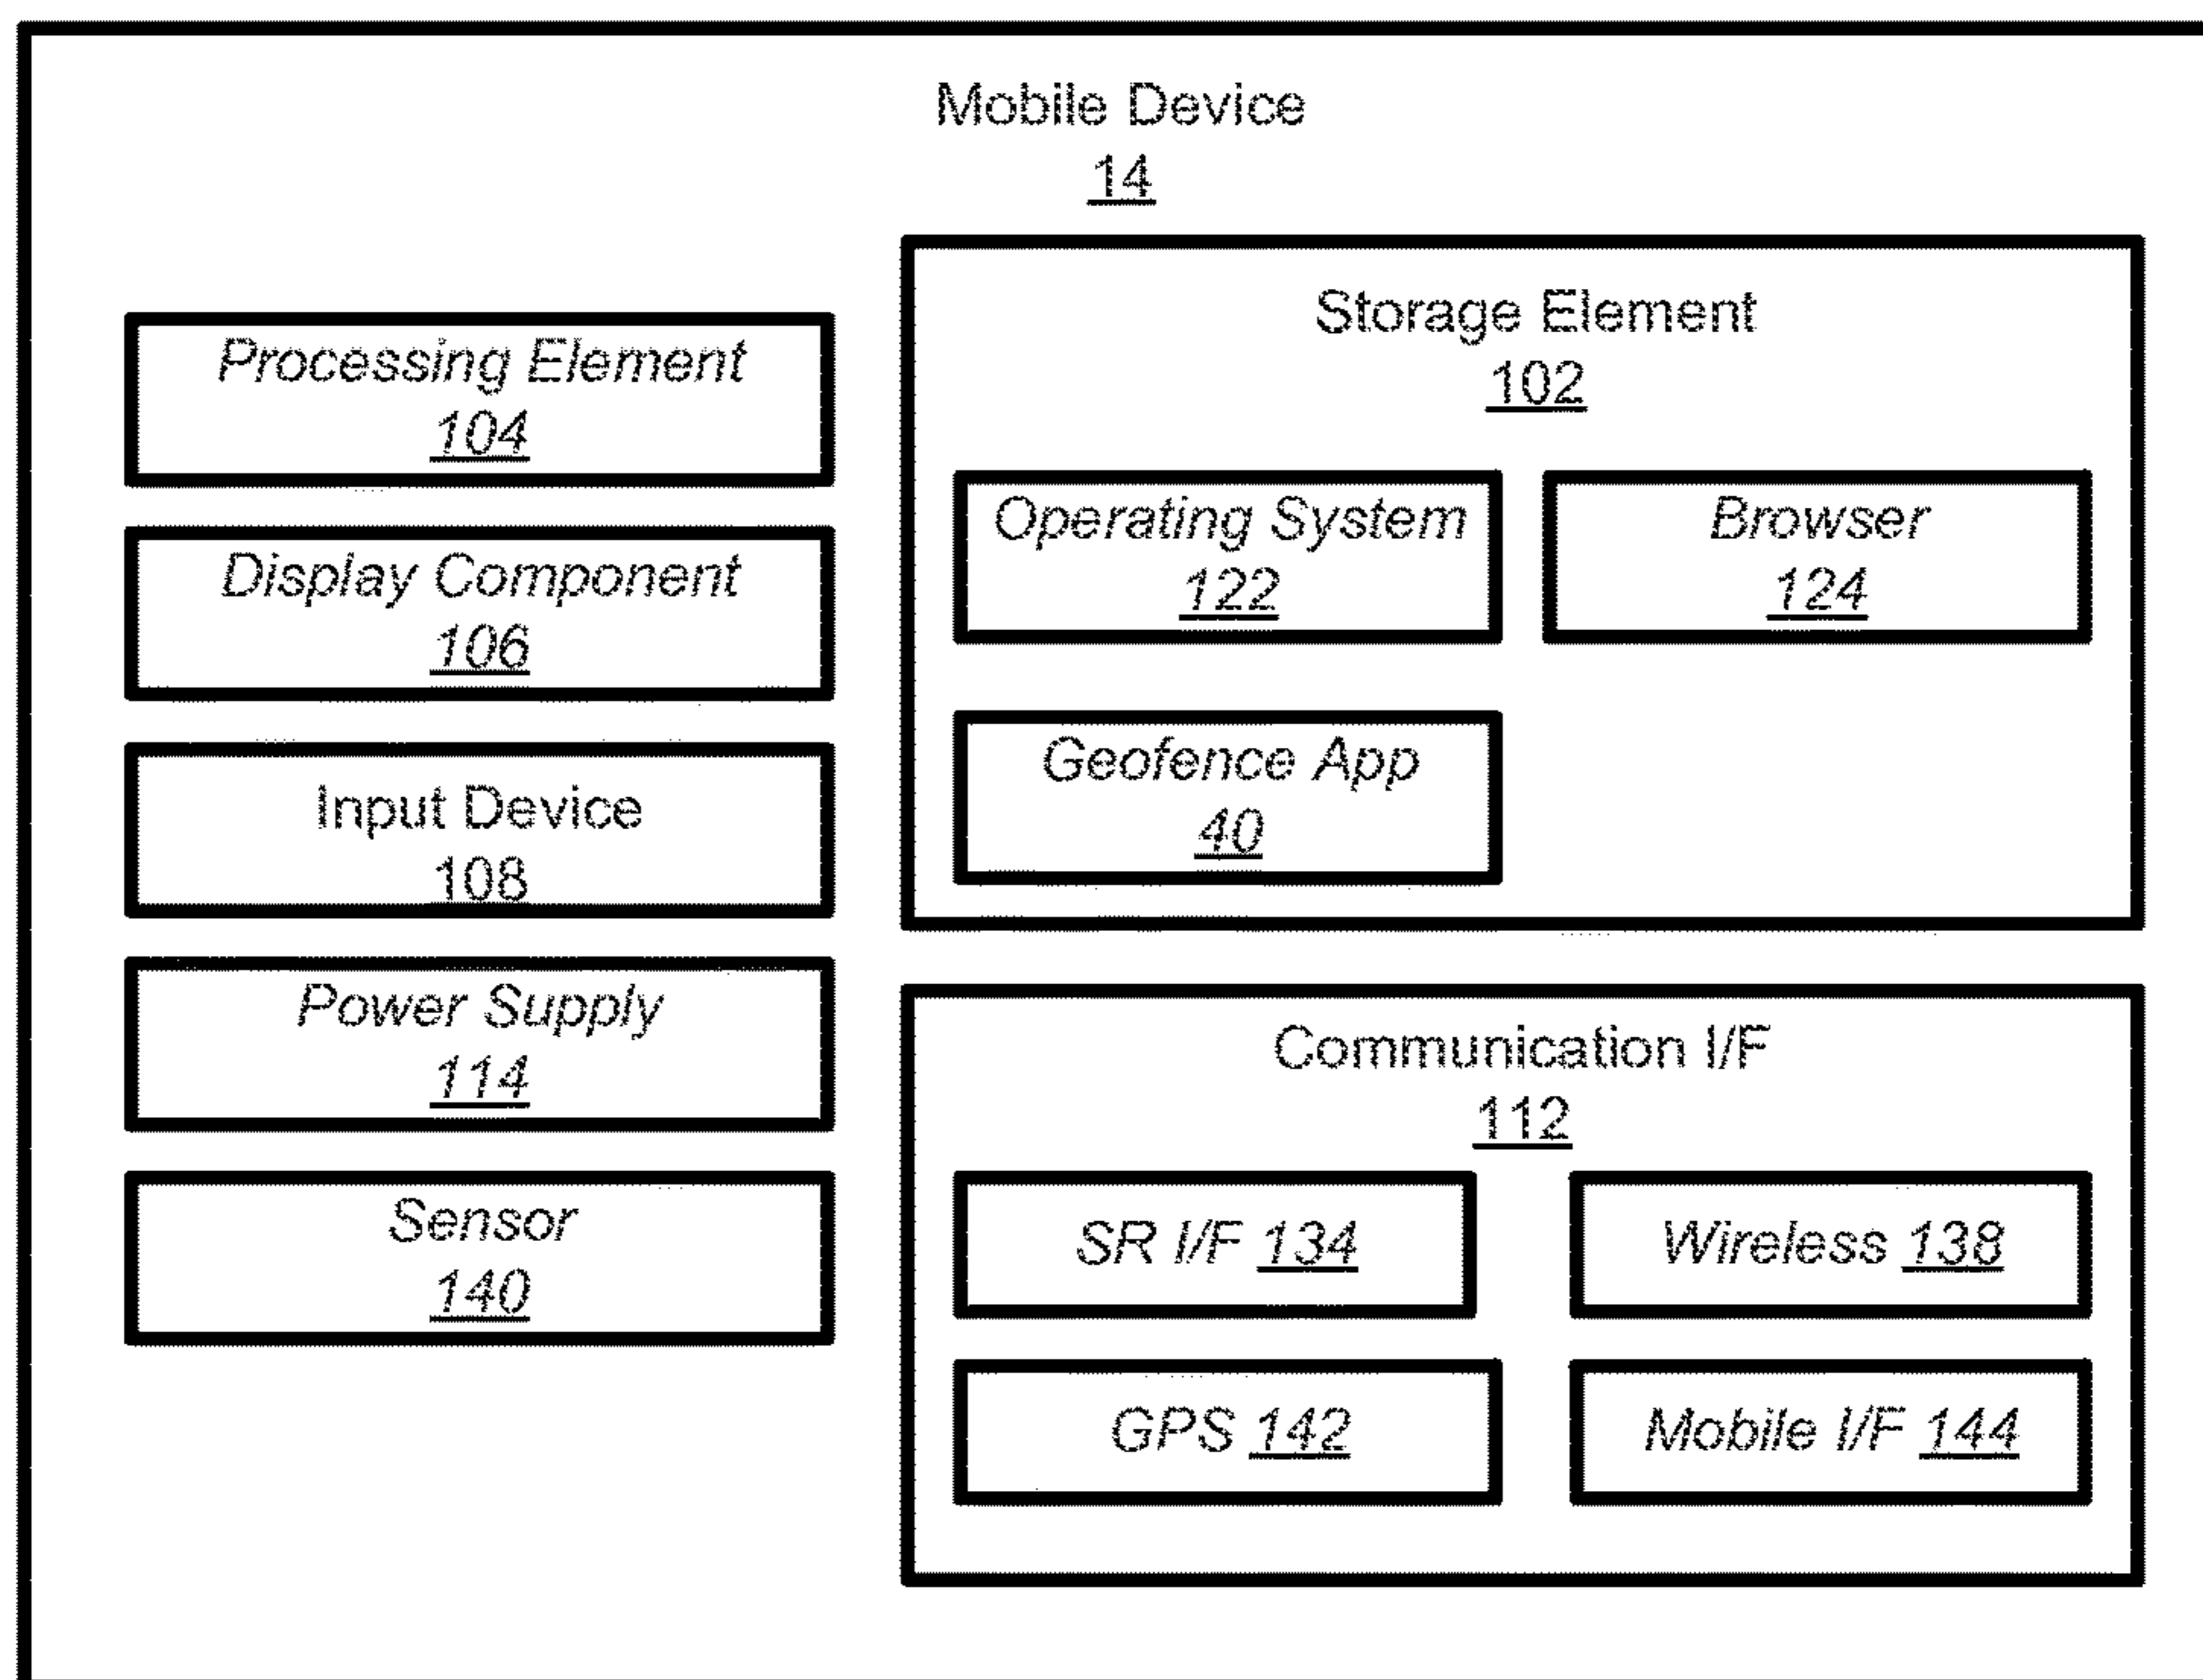 Mobile Device
14
Processing Element
104
Display Component
106
Input Device
108
Power Supply
114
Sensor
140
Storage Element
102
Operating System
122
Browser
124
Geofence App
40
Communication I/F
112
SR I/F 134
Wireless 138
GPS 142
Mobile I/F 144